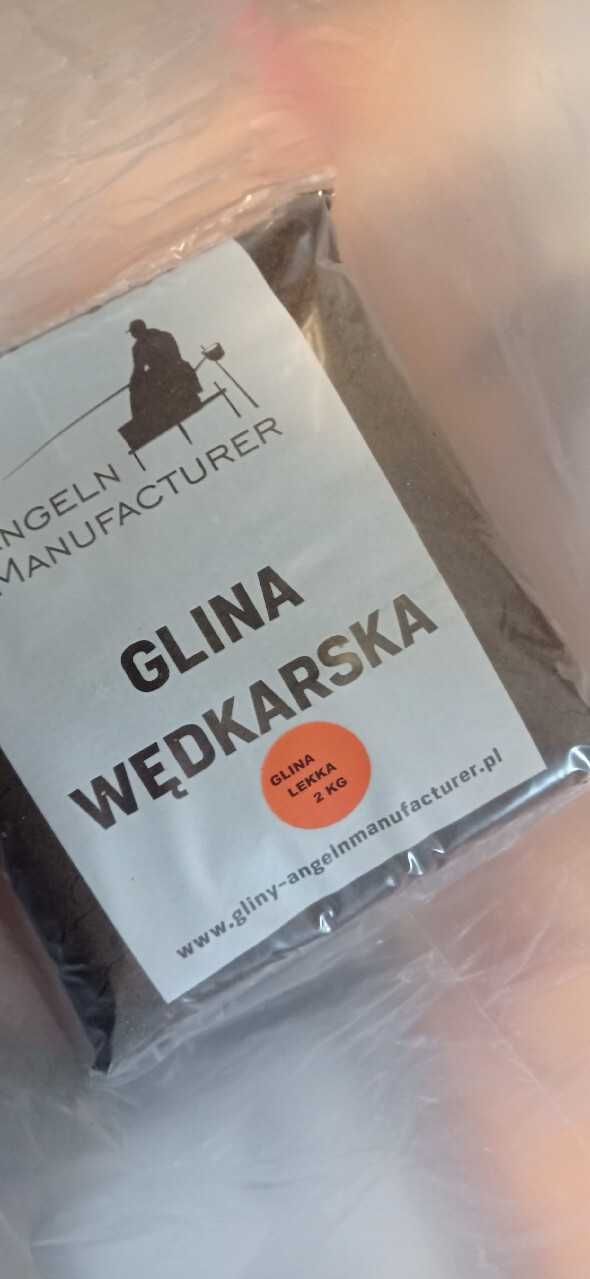 ANGELN
MANUFACTURER
GLINA
WĘDKARSKA
GLINA
LEKKA
2 KG
www.gliny-angelnmanufacturer.pl